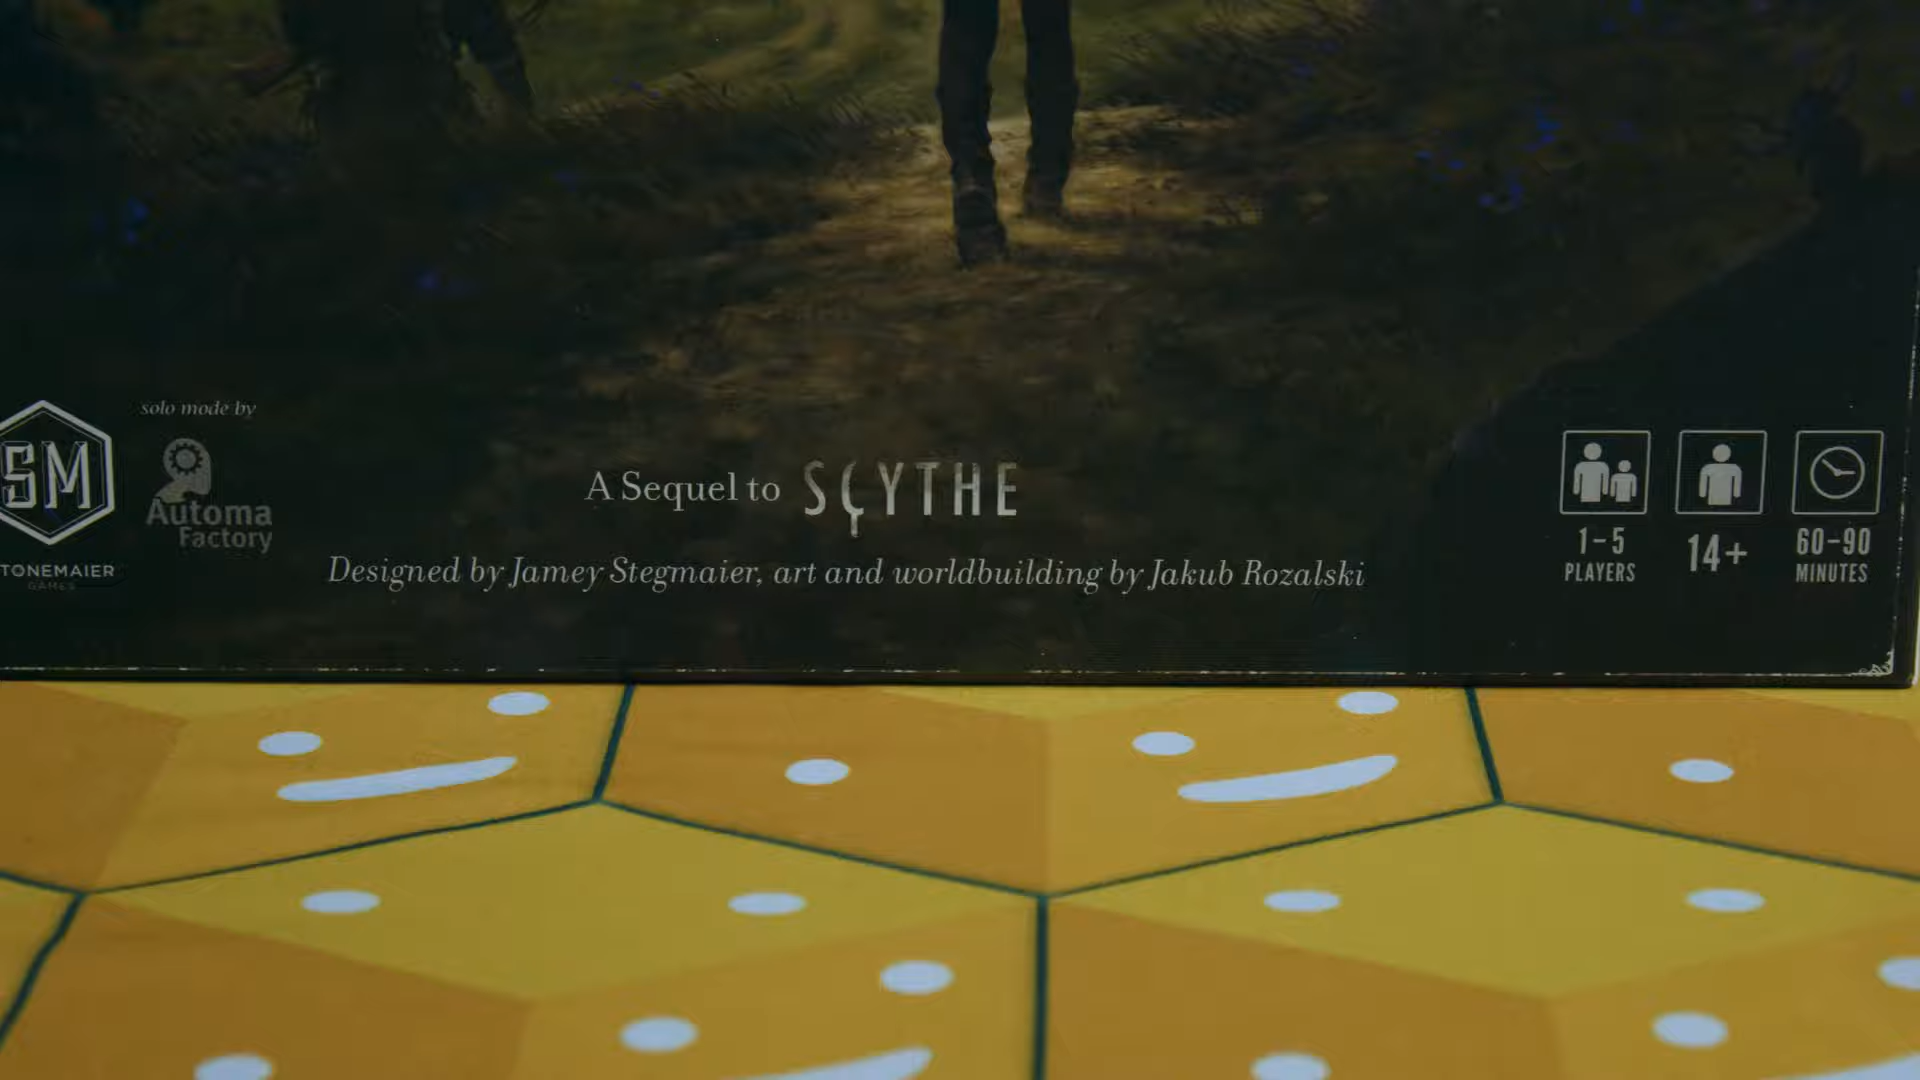 solo mode by
SM
Automa
Factory
TONEMAIER
GAMES
A Sequel to SCYTHE
Designed by Jamey Stegmaier, art and worldbuilding by Jakub Rozalski
1-5
PLAYERS
14+
60-90
MINUTES